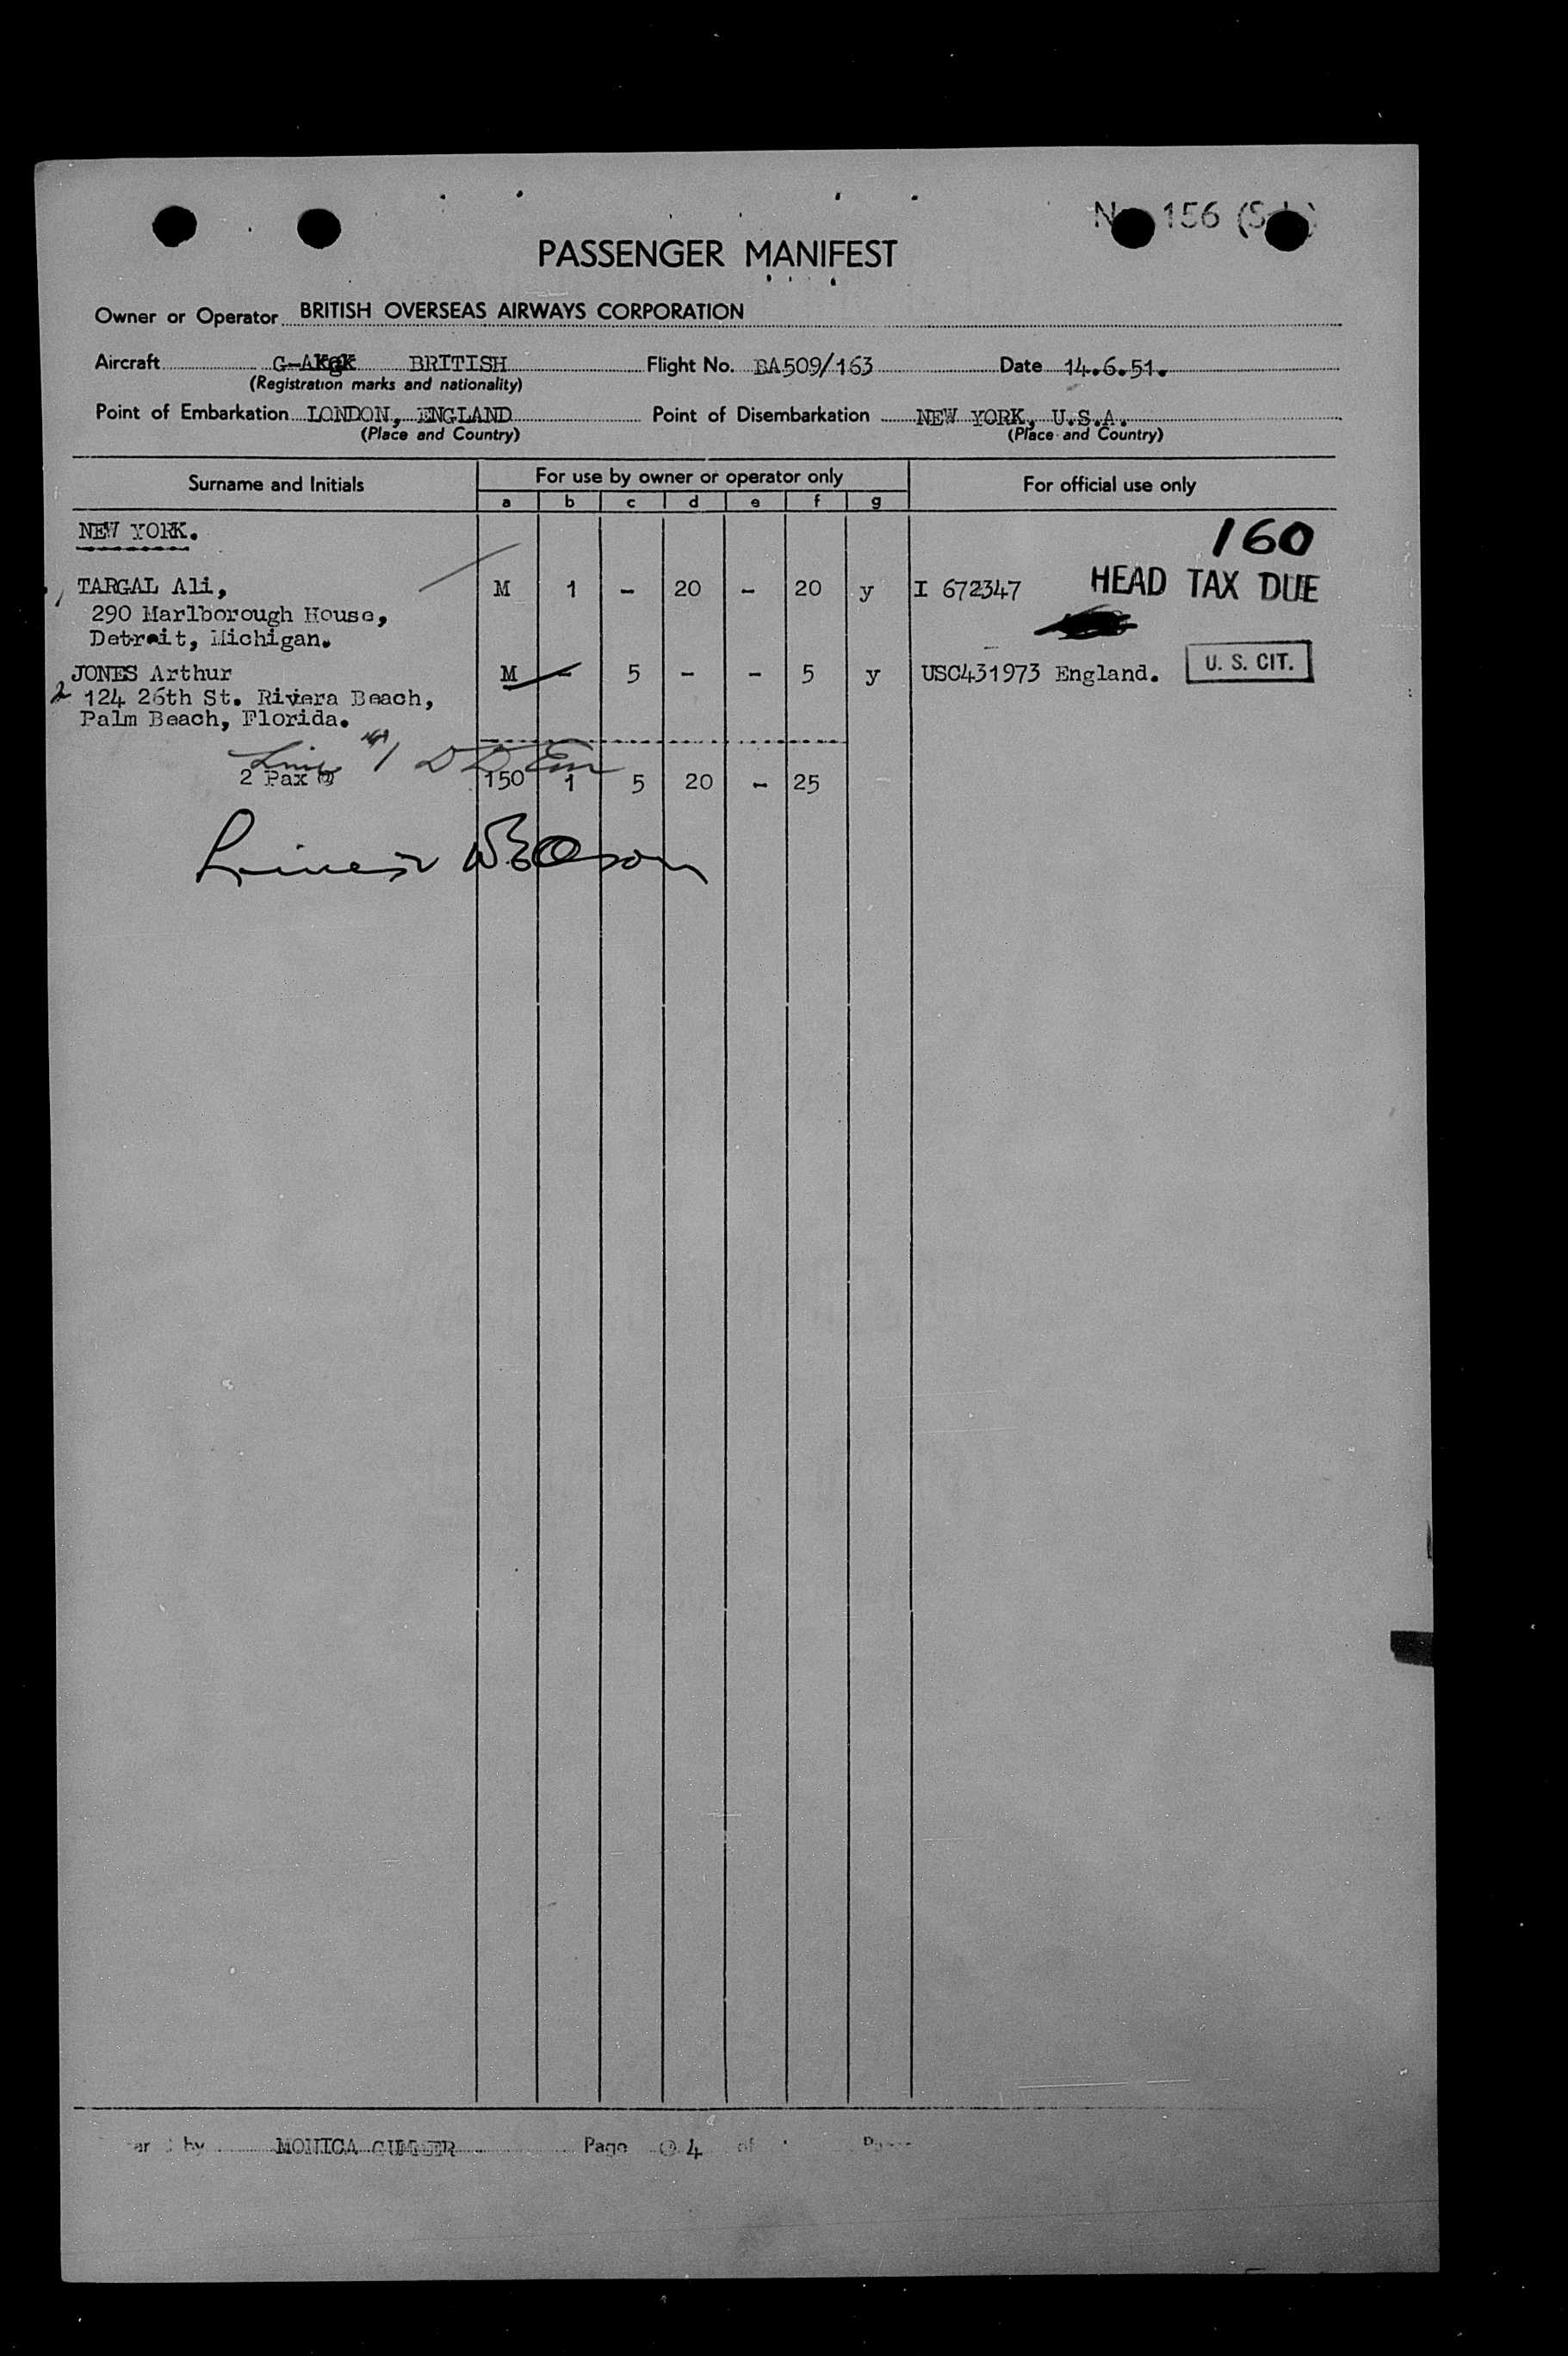 156
PASSENGER MANIFEST
Owner or Operator BRITISH OVERSEAS AIRWAYS CORPORATION
Aircraft BRITISH Flight No. BA509/163 Date 14.6.51.
(Registration marks and nationality)
Point of Embarkation LONDON, ENGLAND Point of Disembarkation NEW YORK, U.S.A.
(Place and Country) (Place and Country)
Surname and Initials For use by owner or operator only For official use only
a b c d e f g
NEW YORK. 160
1 TARGAL Ali, M 1 - 20 - 20 y I 672347 HEAD TAX DUE
290 Marlborough House,
Detroit, Michigan.
JONES Arthur M - 5 - - 5 y USC431973 England. U. S. CIT.
2 124 26th St. Riviera Beach,
Palm Beach, Florida.
2 Pax @ 150 1 5 20 - 25
by MONICA Page 4 of